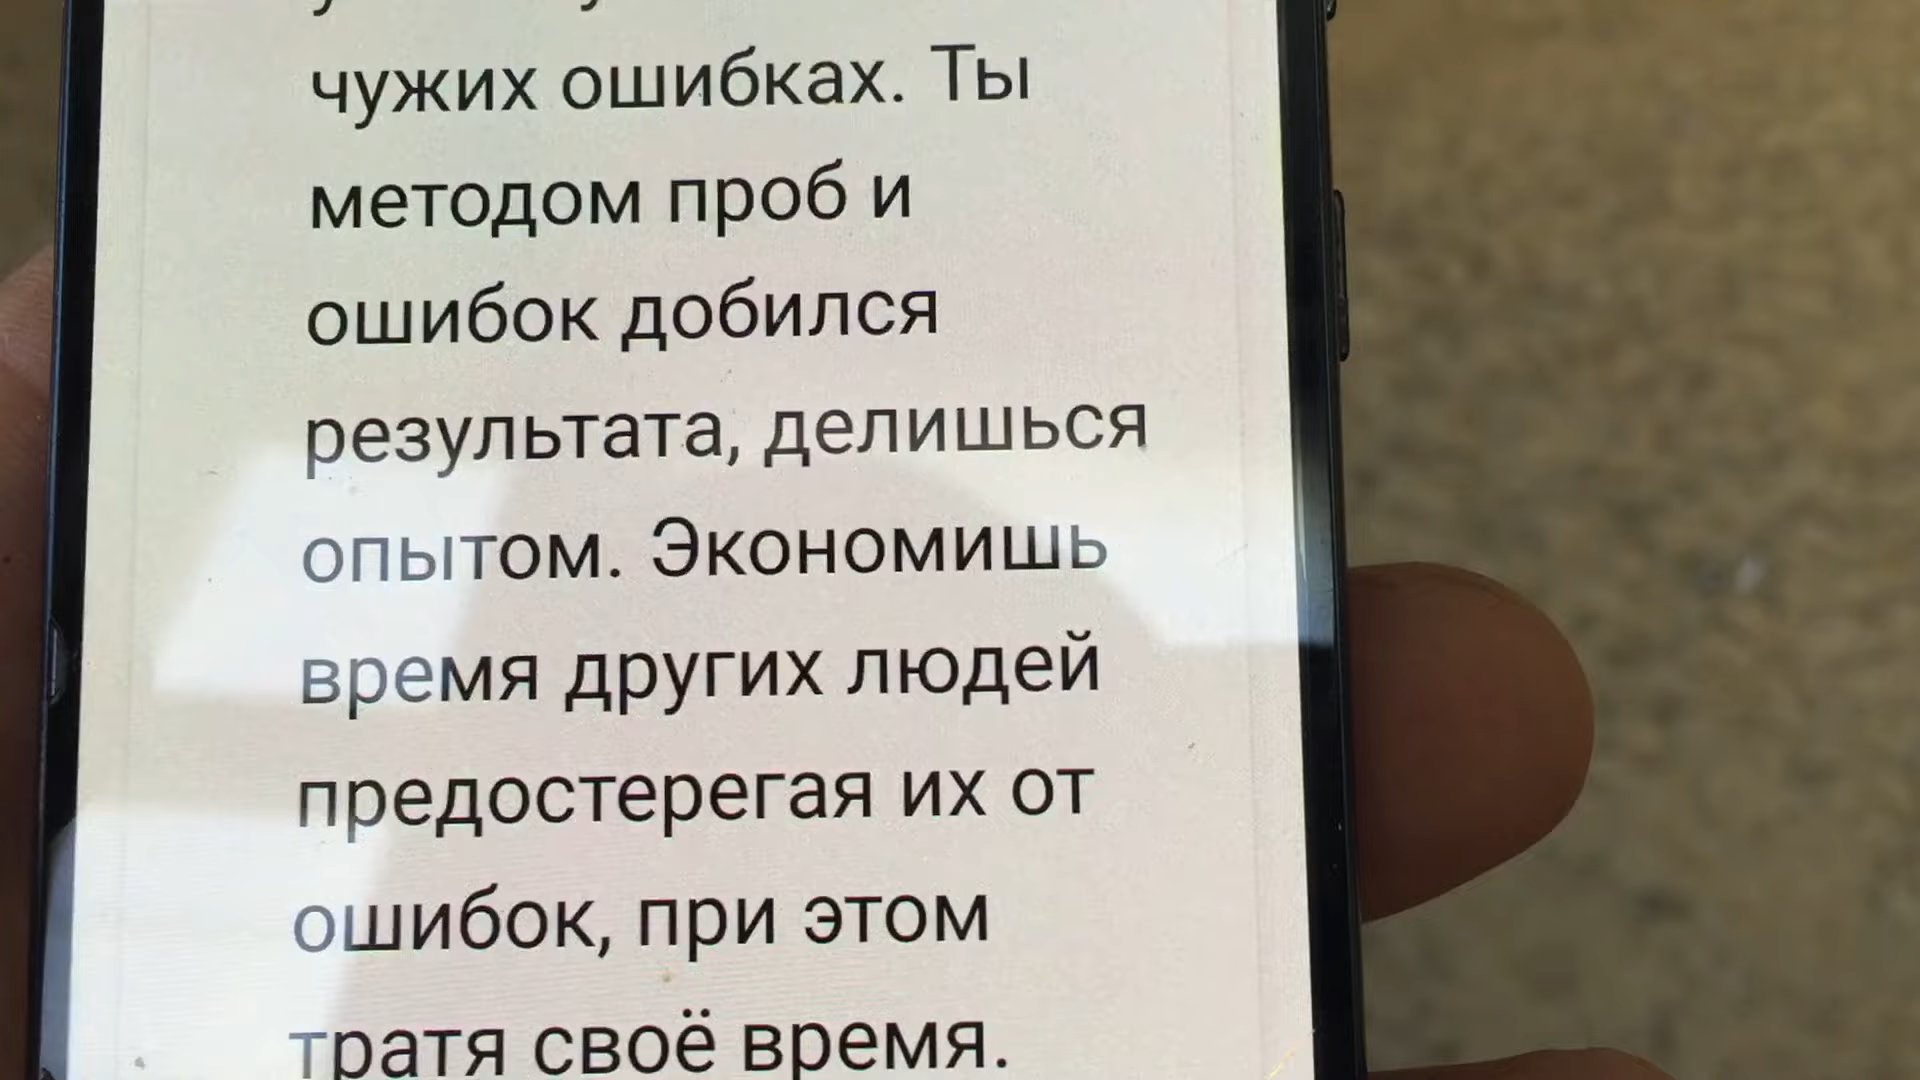 чужих ошибках. Ты
методом проб и
ошибок добился
результата, делишься
опытом. Экономишь
время других людей
предостерегая их от
ошибок, при этом
тратя своё время.